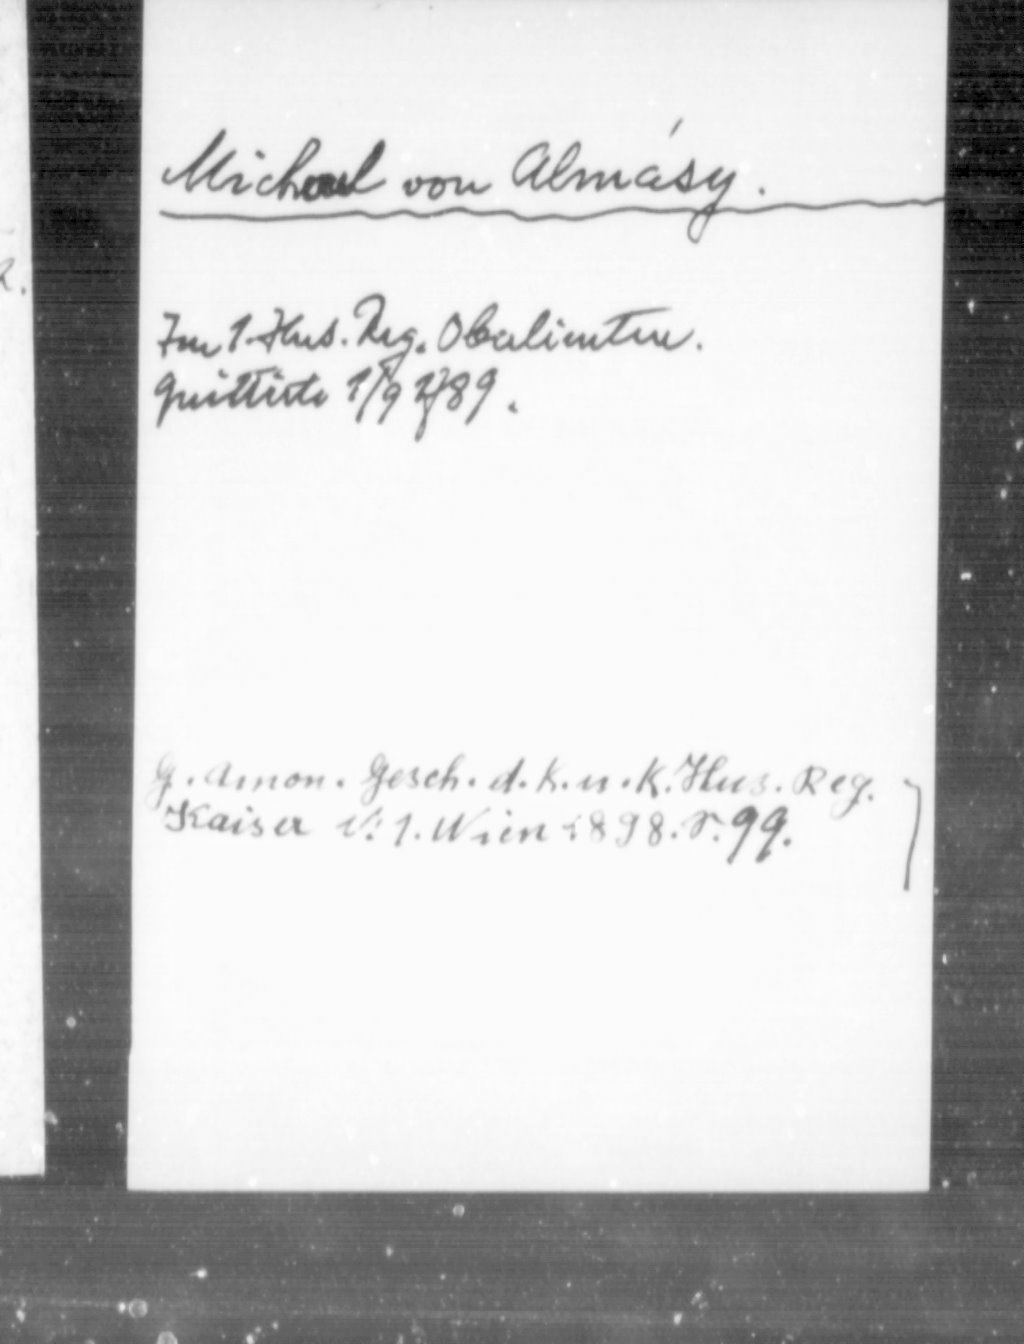 Michael von Almásy.
Im 1. Hus. Reg. Oberlieutn.
quittirte 1/9 1789.
G. Amon. Gesch. d. K. u. K. Hus. Reg.
Kaiser N: 1. Wien 1898. S. 99.